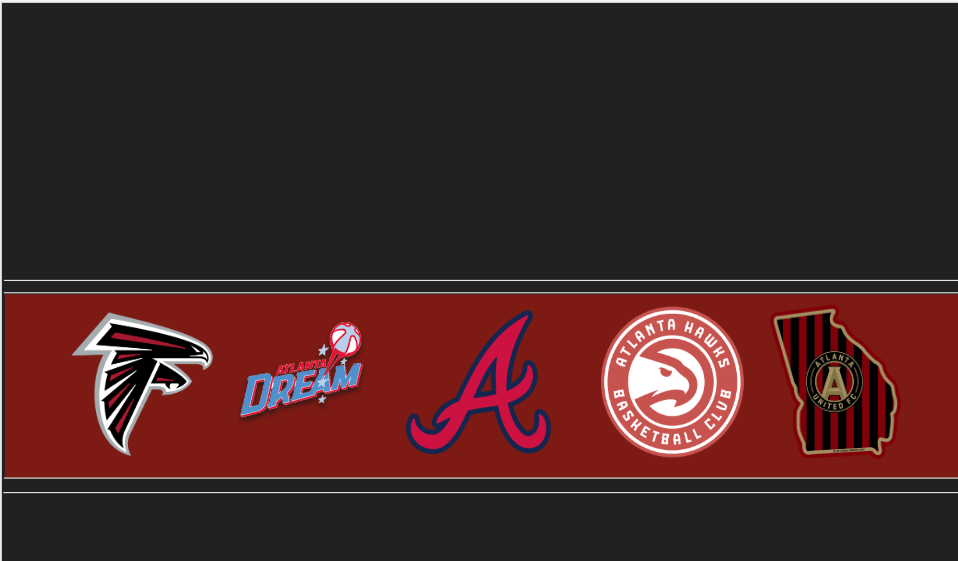 ATLANTA
DREAM
A
ATLANTA HAWKS
BASKETBALL CLUB
ATLANTA
A
UNITED FC